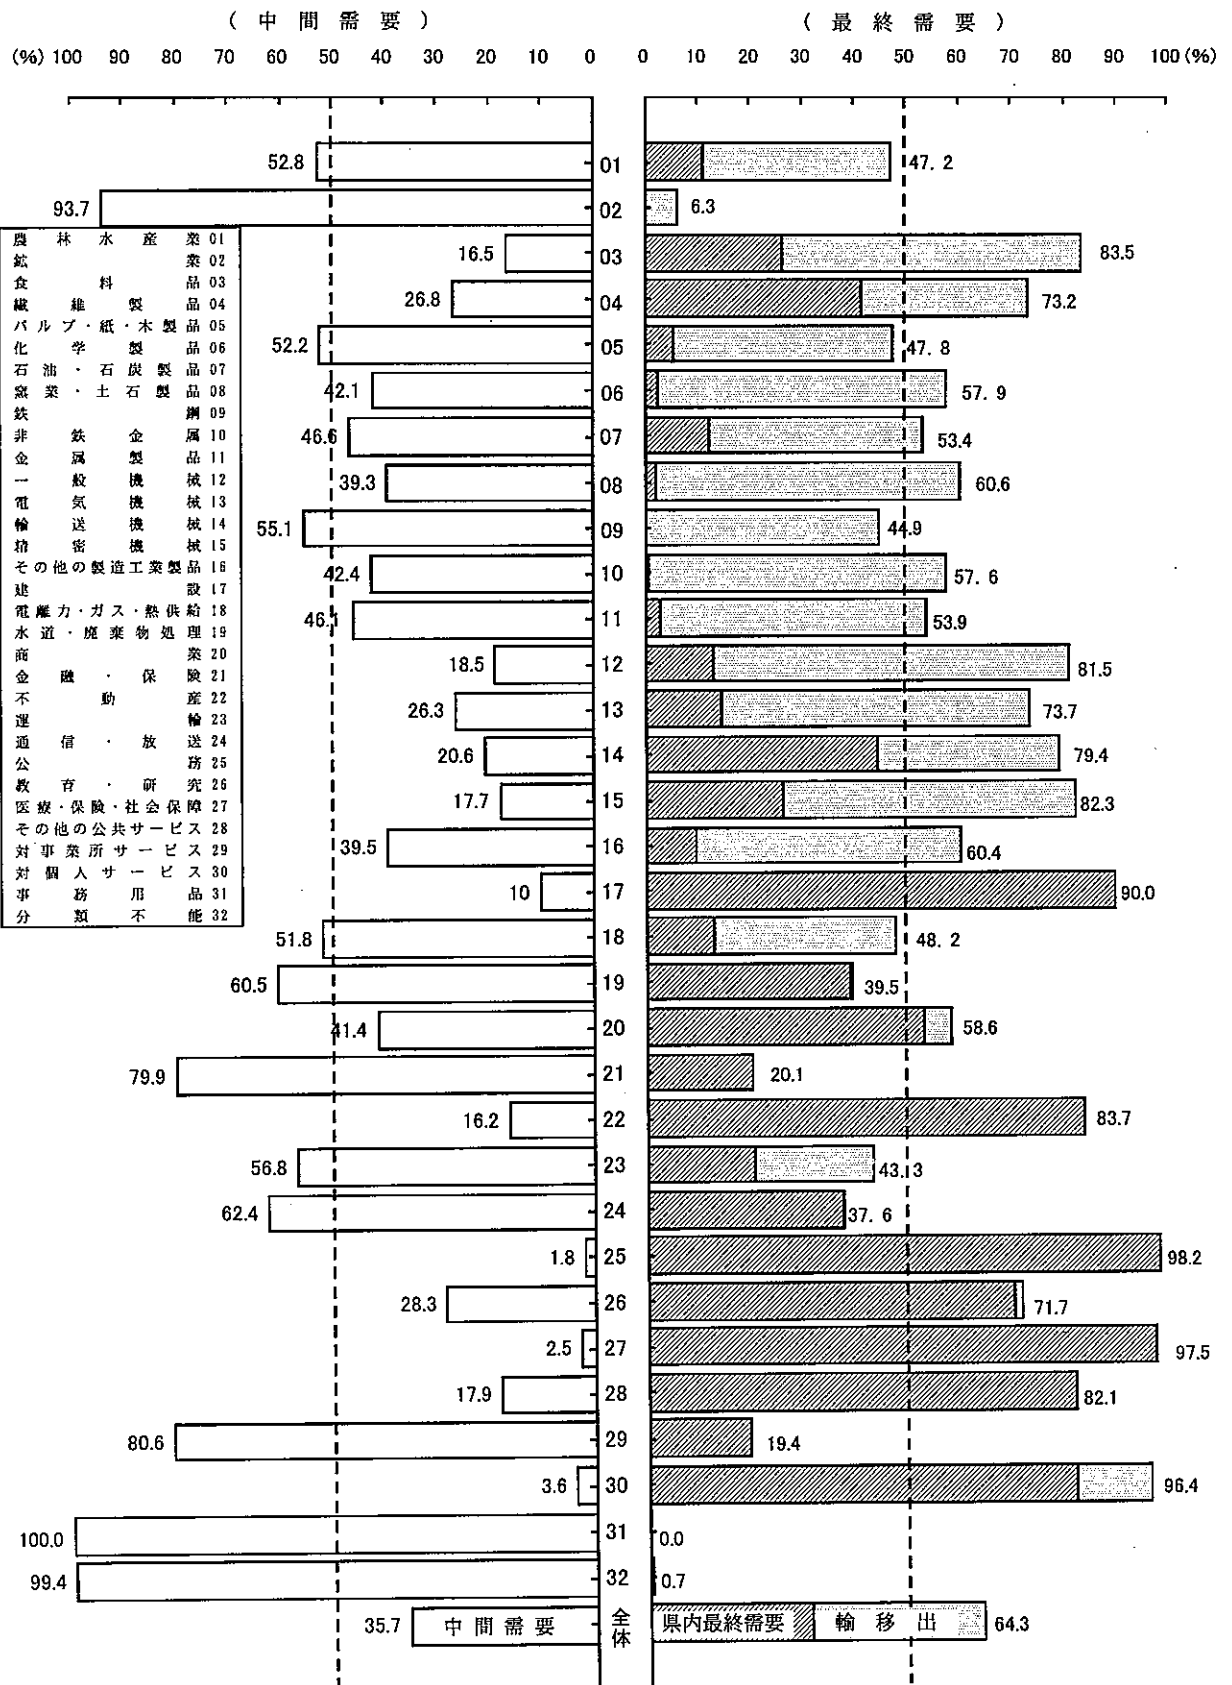 ( 中 間 需 要 )
( 最 終 需 要 )
(%) 100 90 80 70 60 50 40 30 20 10 0
0 10 20 30 40 50 60 70 80 90 100 (%)
52.8 01 47.2
93.7 02 6.3
16.5 03 83.5
26.8 04 73.2
52.2 05 47.8
42.1 06 57.9
46.6 07 53.4
39.3 08 60.6
55.1 09 44.9
42.4 10 57.6
46.1 11 53.9
18.5 12 81.5
26.3 13 73.7
20.6 14 79.4
17.7 15 82.3
39.5 16 60.4
10 17 90.0
51.8 18 48.2
60.5 19 39.5
41.4 20 58.6
79.9 21 20.1
16.2 22 83.7
56.8 23 43.3
62.4 24 37.6
1.8 25 98.2
28.3 26 71.7
2.5 27 97.5
17.9 28 82.1
80.6 29 19.4
3.6 30 96.4
100.0 31 0.0
99.4 32 0.7
35.7 中間需要 全体 県内最終需要 輸移出 64.3
農林水産業 01
鉱業 02
食料品 03
繊維製品 04
パルプ・紙・木製品 05
化学製品 06
石油・石炭製品 07
窯業・土石製品 08
鉄鋼 09
非鉄金属 10
金属製品 11
一般機械 12
電気機械 13
輸送機械 14
精密機械 15
その他の製造工業製品 16
建設 17
電離力・ガス・熱供給 18
水道・廃棄物処理 19
商業 20
金融・保険 21
不動産 22
運輸 23
通信・放送 24
公務 25
教育・研究 26
医療・保険・社会保障 27
その他の公共サービス 28
対事業所サービス 29
対個人サービス 30
事務用品 31
分類不能 32